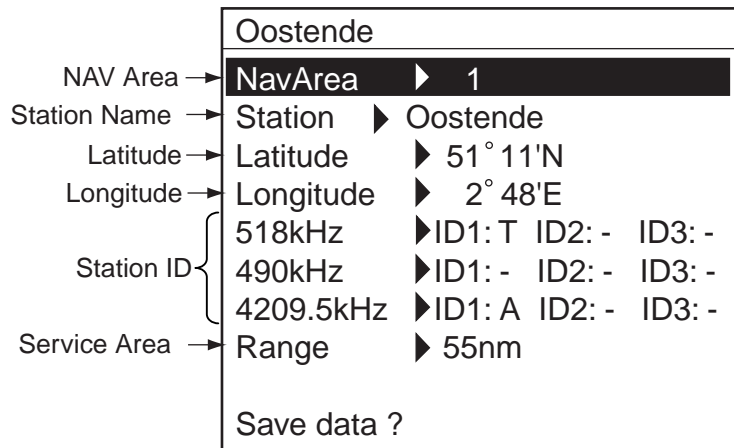 Oostende
NAV Area NavArea 1
Station Name Station Oostende
Latitude Latitude 51°11'N
Longitude Longitude 2°48'E
518kHz ID1: T ID2: - ID3: -
Station ID 490kHz ID1: - ID2: - ID3: -
4209.5kHz ID1: A ID2: - ID3: -
Service Area Range 55nm
Save data ?